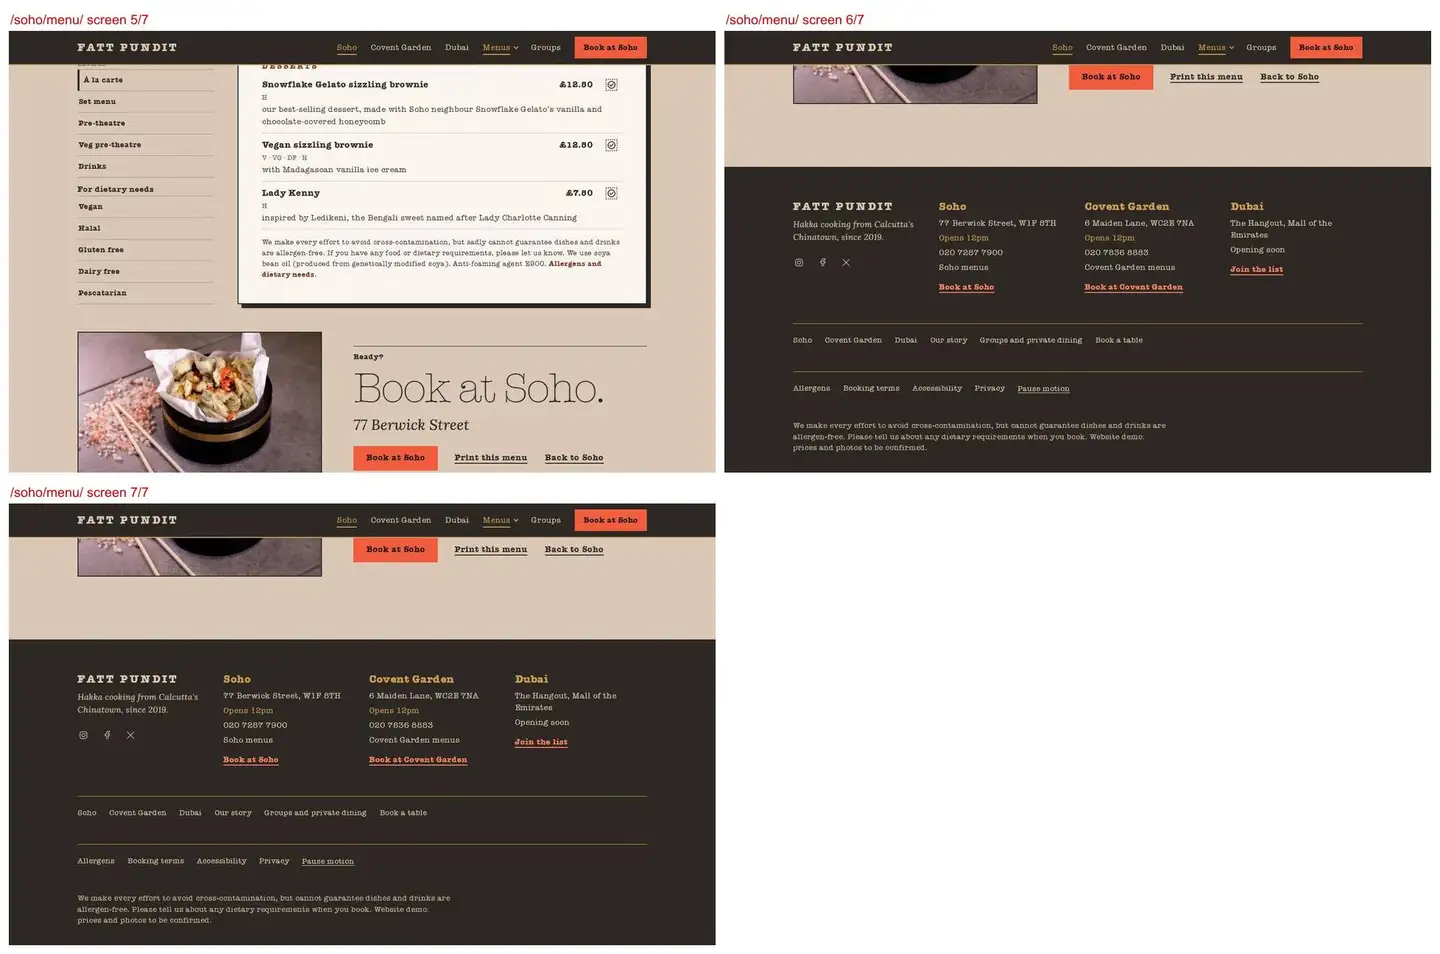 /soho/menu/ screen 5/7
FATT PUNDIT
Soho Covent Garden Dubai Menus Groups Book at Soho
À la carte
Set menu
Pre-theatre
Veg pre-theatre
Drinks
For dietary needs
Vegan
Halal
Gluten free
Dairy free
Pescatarian
DESSERTS
Snowflake Gelato sizzling brownie £12.50
H
our best-selling dessert, made with Soho neighbour Snowflake Gelato's vanilla and
chocolate-covered honeycomb
Vegan sizzling brownie £12.50
V · VG · DF · H
with Madagascan vanilla ice cream
Lady Kenny £7.50
H
inspired by Ledikeni, the Bengali sweet named after Lady Charlotte Canning
We make every effort to avoid cross-contamination, but sadly cannot guarantee dishes and drinks
are allergen-free. If you have any food or dietary requirements, please let us know. We use soya
bean oil (produced from genetically modified soya). Anti-foaming agent E900. Allergens and
dietary needs.
Ready?
Book at Soho.
77 Berwick Street
Book at Soho Print this menu Back to Soho
/soho/menu/ screen 6/7
FATT PUNDIT
Soho Covent Garden Dubai Menus Groups Book at Soho
Book at Soho Print this menu Back to Soho
FATT PUNDIT
Hakka cooking from Calcutta's
Chinatown, since 2019.
Soho
77 Berwick Street, W1F 8TH
Opens 12pm
020 7287 7900
Soho menus
Book at Soho
Covent Garden
6 Maiden Lane, WC2E 7NA
Opens 12pm
020 7836 8883
Covent Garden menus
Book at Covent Garden
Dubai
The Hangout, Mall of the
Emirates
Opening soon
Join the list
Soho Covent Garden Dubai Our story Groups and private dining Book a table
Allergens Booking terms Accessibility Privacy Pause motion
We make every effort to avoid cross-contamination, but cannot guarantee dishes and drinks are
allergen-free. Please tell us about any dietary requirements when you book. Website demo:
prices and photos to be confirmed.
/soho/menu/ screen 7/7
FATT PUNDIT
Soho Covent Garden Dubai Menus Groups Book at Soho
Book at Soho Print this menu Back to Soho
FATT PUNDIT
Hakka cooking from Calcutta's
Chinatown, since 2019.
Soho
77 Berwick Street, W1F 8TH
Opens 12pm
020 7287 7900
Soho menus
Book at Soho
Covent Garden
6 Maiden Lane, WC2E 7NA
Opens 12pm
020 7836 8883
Covent Garden menus
Book at Covent Garden
Dubai
The Hangout, Mall of the
Emirates
Opening soon
Join the list
Soho Covent Garden Dubai Our story Groups and private dining Book a table
Allergens Booking terms Accessibility Privacy Pause motion
We make every effort to avoid cross-contamination, but cannot guarantee dishes and drinks are
allergen-free. Please tell us about any dietary requirements when you book. Website demo:
prices and photos to be confirmed.